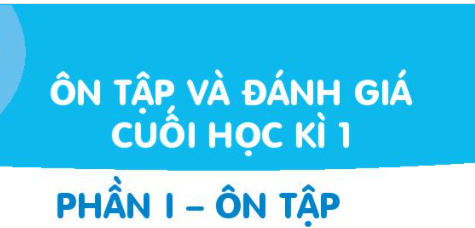 ÔN TẬP VÀ ĐÁNH GIÁ
CUỐI HỌC KÌ 1
PHẦN I – ÔN TẬP